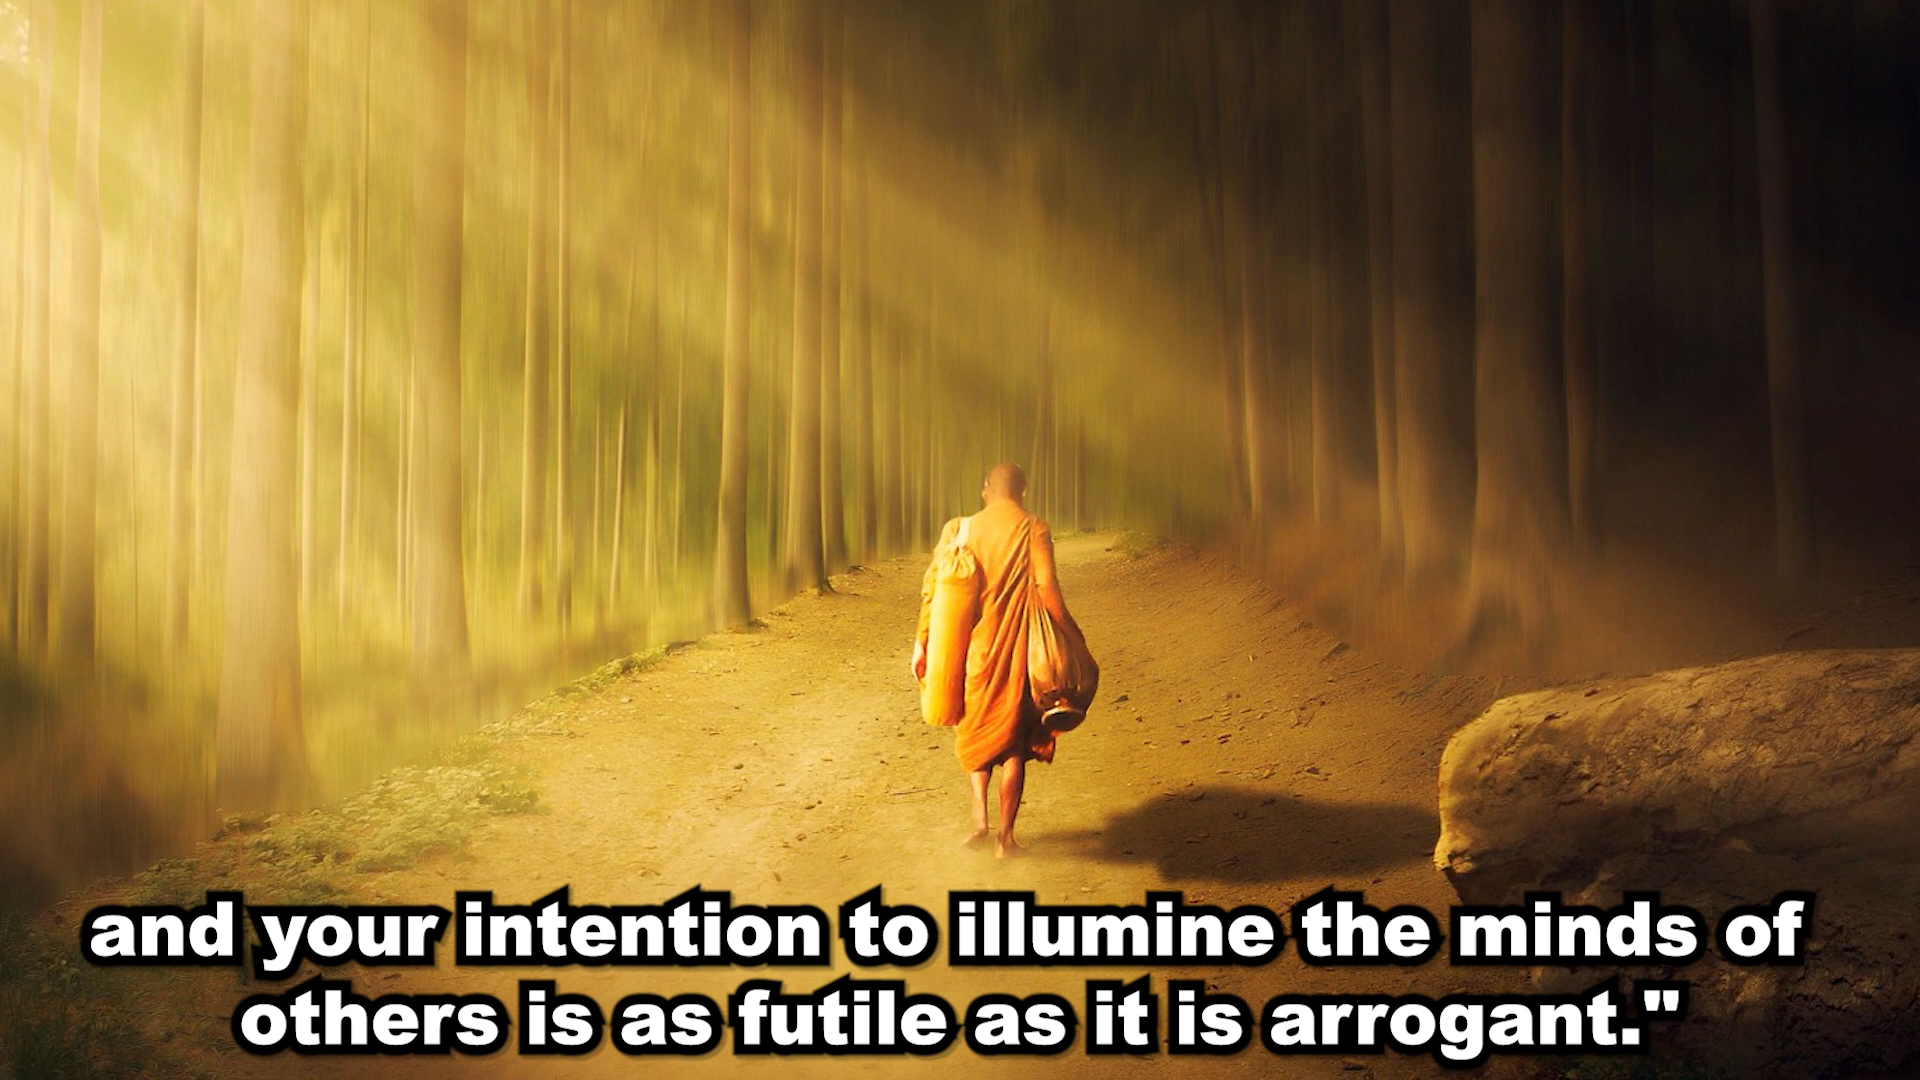 and your intention to illumine the minds of
others is as futile as it is arrogant."